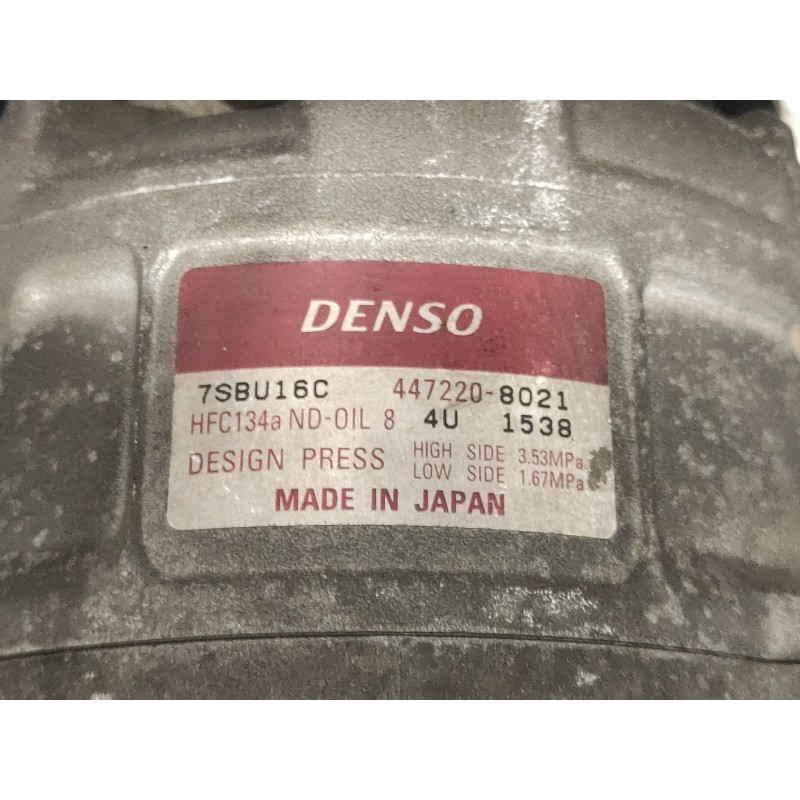 DENSO
7SBU16C 447220-8021
HFC134a ND-OIL 8 4U 1538
DESIGN PRESS HIGH SIDE 3.53MPa
LOW SIDE 1.67MPa
MADE IN JAPAN